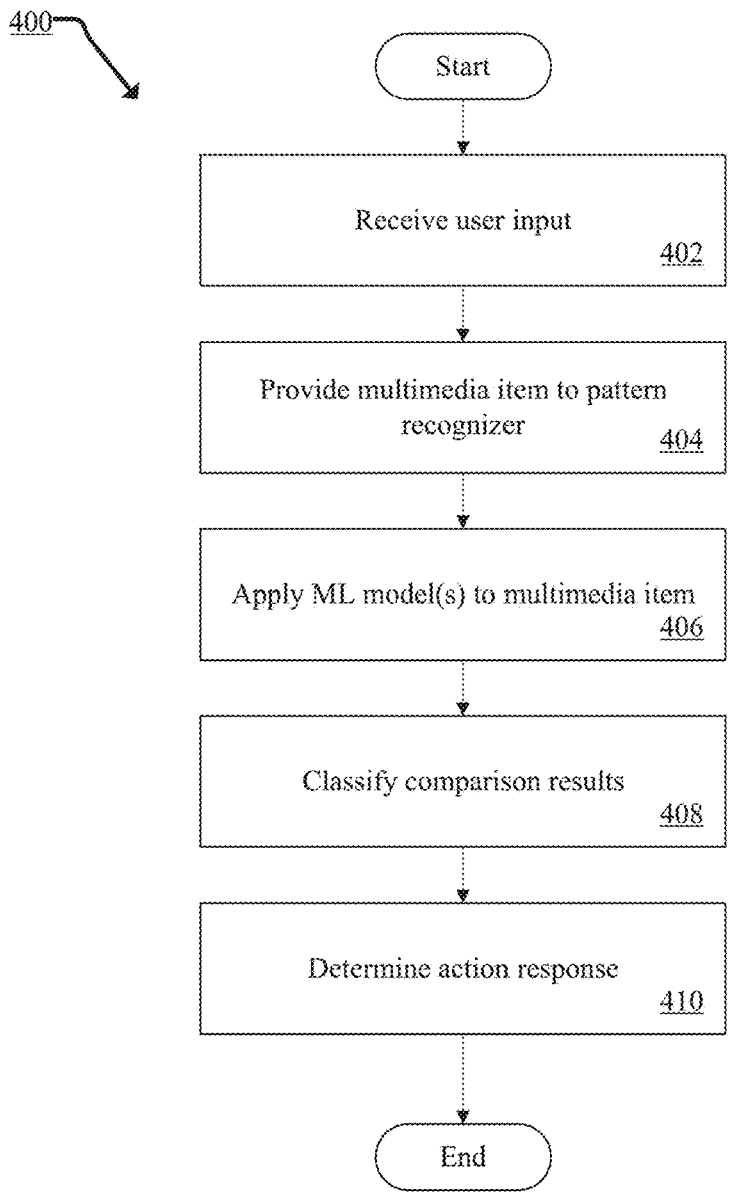 400
Start
Receive user input
402
Provide multimedia item to pattern
recognizer
404
Apply ML model(s) to multimedia item
406
Classify comparison results
408
Determine action response
410
End